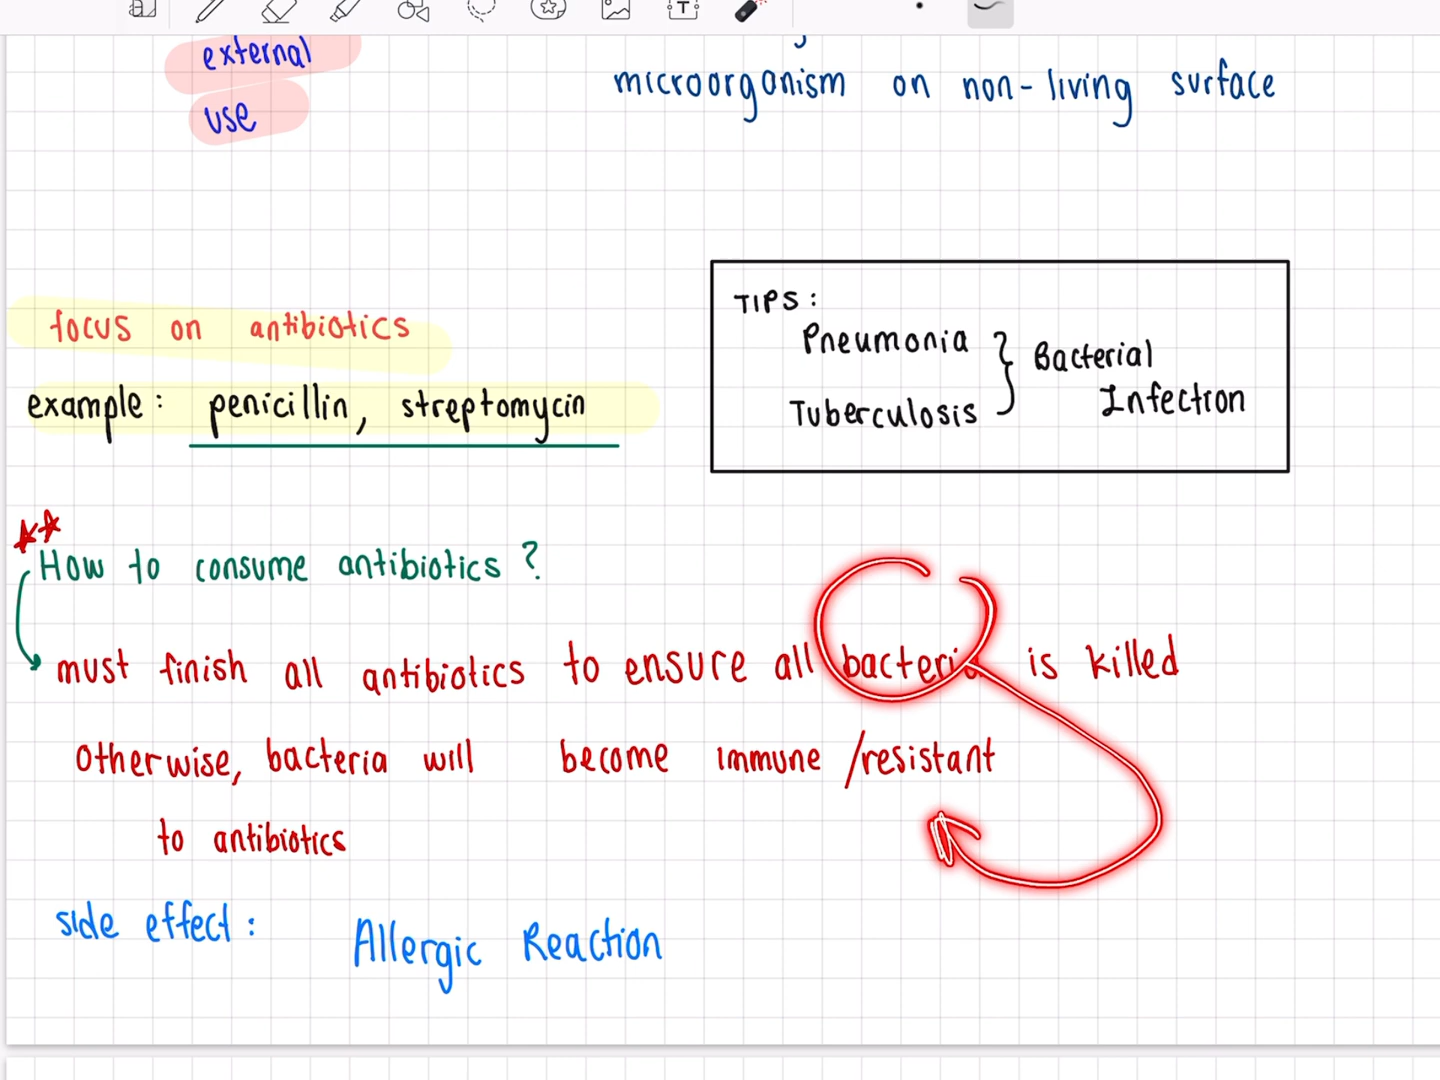 external
use
microorganism on non-living surface
focus on antibiotics
example: penicillin, streptomycin
TIPS:
Pneumonia
Tuberculosis
Bacterial
Infection
How to consume antibiotics?
must finish all antibiotics to ensure all bacteria is killed
otherwise, bacteria will become immune/resistant
to antibiotics
side effect: Allergic Reaction